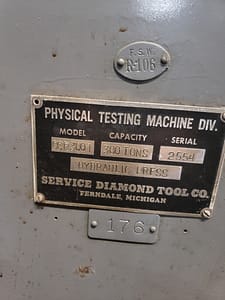 F.S.W.
R-106
PHYSICAL TESTING MACHINE DIV.
MODEL CAPACITY SERIAL
300 TONS 2554
HYDRAULIC PRESS
SERVICE DIAMOND TOOL CO.
FERNDALE, MICHIGAN
176